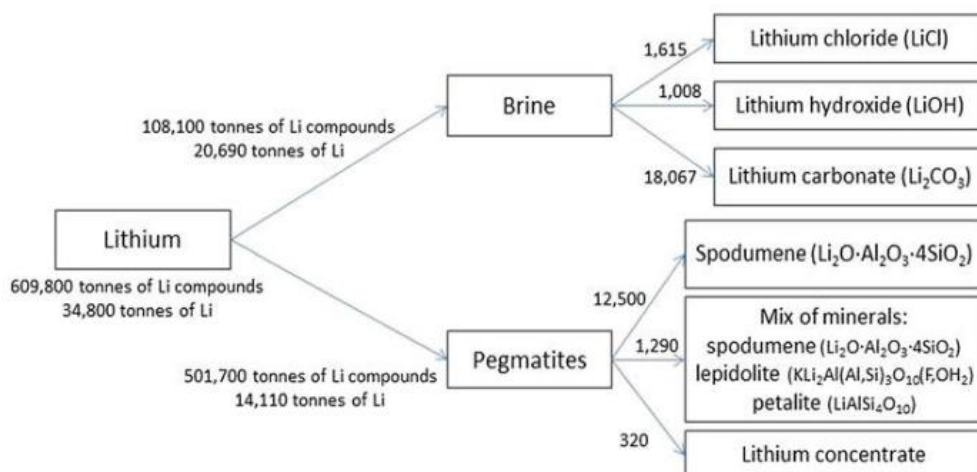 Lithium
609,800 tonnes of Li compounds
34,800 tonnes of Li
108,100 tonnes of Li compounds
20,690 tonnes of Li
Brine
1,615
Lithium chloride (LiCl)
1,008
Lithium hydroxide (LiOH)
18,067
Lithium carbonate (Li₂CO₃)
501,700 tonnes of Li compounds
14,110 tonnes of Li
Pegmatites
12,500
Spodumene (Li₂O·Al₂O₃·4SiO₂)
1,290
Mix of minerals:
spodumene (Li₂O·Al₂O₃·4SiO₂)
lepidolite (KLi₂Al(Al,Si)₃O₁₀(F,OH₂)
petalite (LiAlSi₄O₁₀)
320
Lithium concentrate